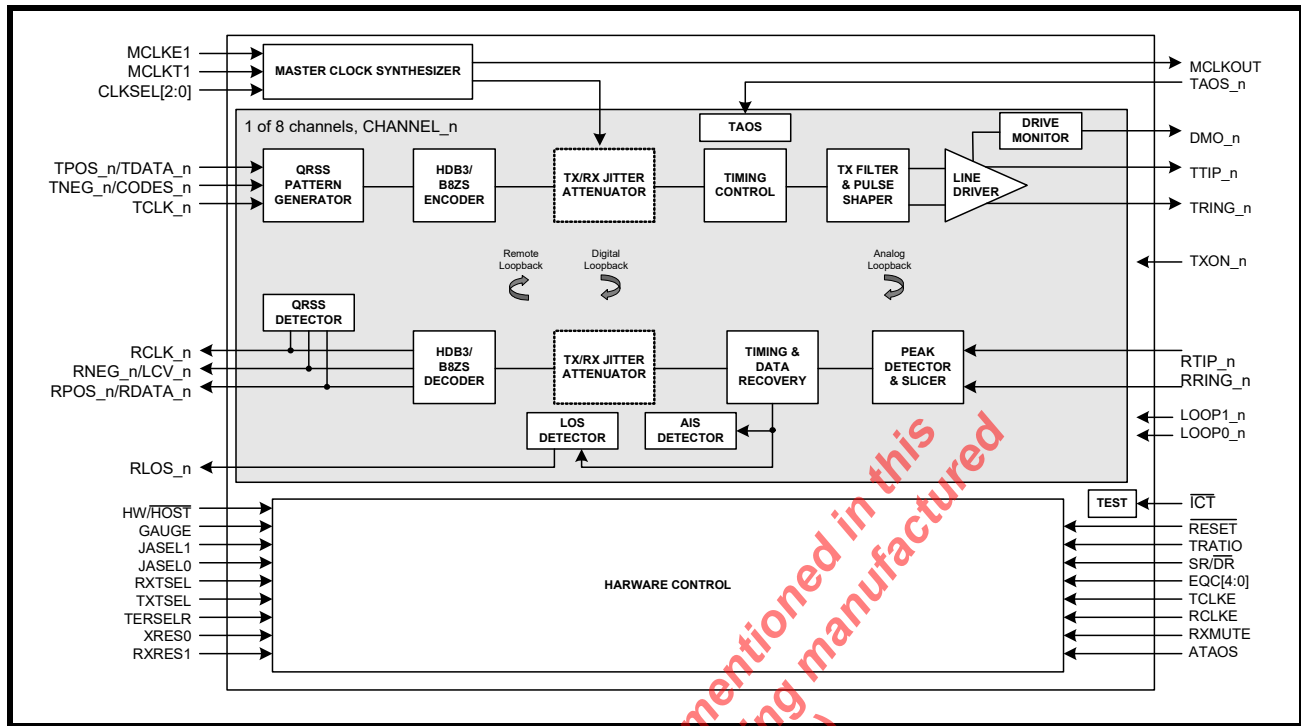 MCLKE1
MCLKT1
CLKSEL[2:0]
MASTER CLOCK SYNTHESIZER
MCLKOUT
TAOS_n
1 of 8 channels, CHANNEL_n
TAOS
DRIVE
MONITOR
DMO_n
TPOS_n/TDATA_n
TNEG_n/CODES_n
TCLK_n
QRSS
PATTERN
GENERATOR
HDB3/
B8ZS
ENCODER
TX/RX JITTER
ATTENUATOR
TIMING
CONTROL
TX FILTER
& PULSE
SHAPER
LINE
DRIVER
TTIP_n
TRING_n
Remote
Loopback
Digital
Loopback
Analog
Loopback
TXON_n
QRSS
DETECTOR
RCLK_n
RNEG_n/LCV_n
RPOS_n/RDATA_n
HDB3/
B8ZS
DECODER
TX/RX JITTER
ATTENUATOR
TIMING &
DATA
RECOVERY
PEAK
DETECTOR
& SLICER
RTIP_n
RRING_n
LOS
DETECTOR
AIS
DETECTOR
LOOP1_n
LOOP0_n
RLOS_n
TEST
ICT
HW/HOST
GAUGE
JASEL1
JASEL0
RXTSEL
TXTSEL
TERSELR
XRES0
RXRES1
HARWARE CONTROL
RESET
TRATIO
SR/DR
EQC[4:0]
TCLKE
RCLKE
RXMUTE
ATAOS
mentioned in this
ing manufactured